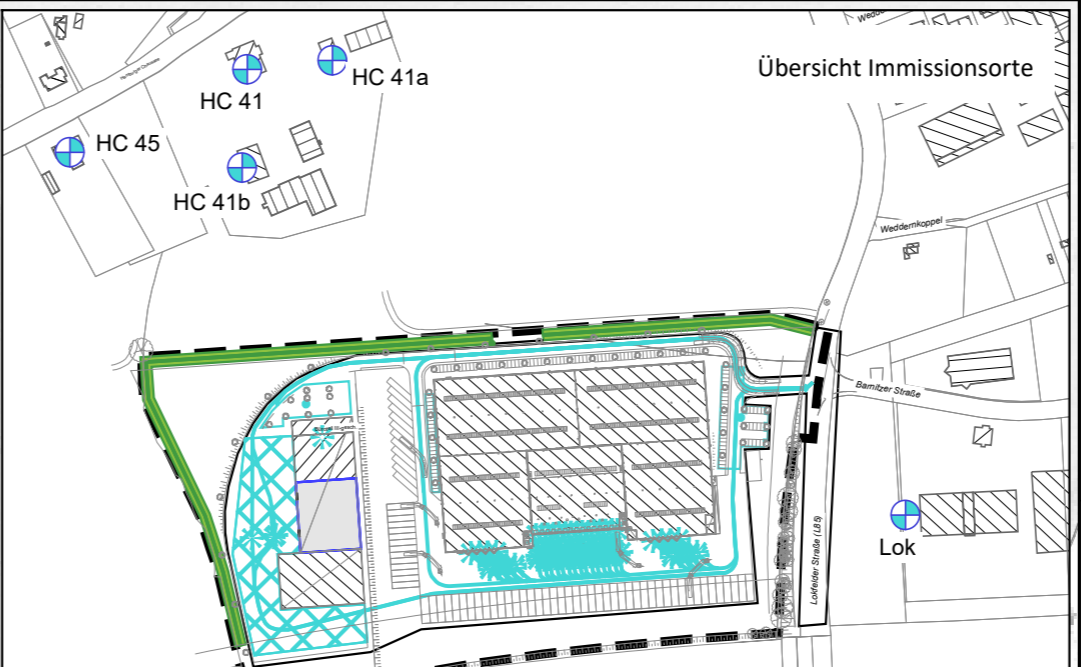 Übersicht Immissionsorte
HC 41
HC 41a
HC 45
HC 41b
Weddernkoppel
Barnitzer Straße
Lok
Lokfelder Straße (L85)